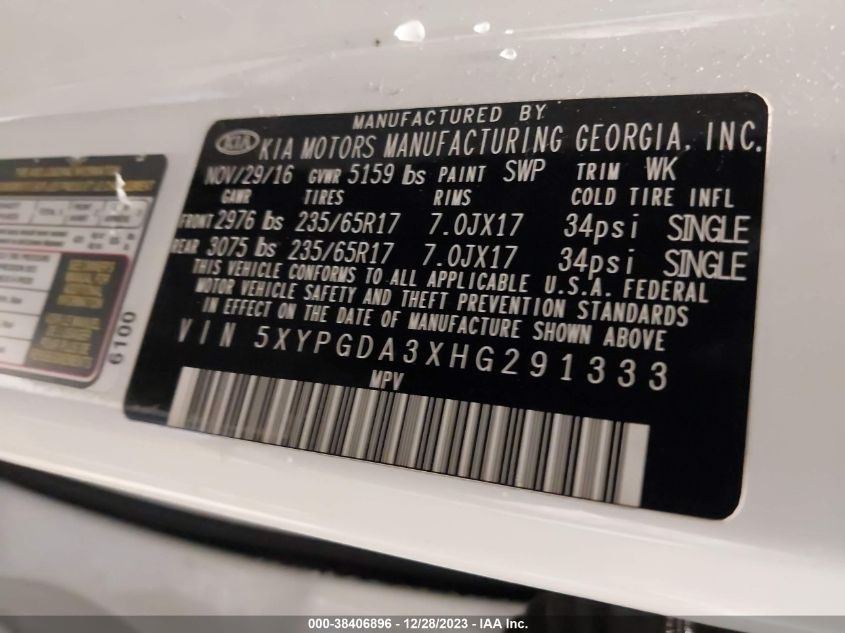 MANUFACTURED BY
KIA KIA MOTORS MANUFACTURING GEORGIA, INC.
NOV/29/16 GVWR 5159 lbs PAINT SWP TRIM WK
GAWR TIRES RIMS COLD TIRE INFL
FRONT 2976 lbs 235/65R17 7.0JX17 34psi SINGLE
REAR 3075 lbs 235/65R17 7.0JX17 34psi SINGLE
THIS VEHICLE CONFORMS TO ALL APPLICABLE U.S.A. FEDERAL
MOTOR VEHICLE SAFETY AND THEFT PREVENTION STANDARDS
IN EFFECT ON THE DATE OF MANUFACTURE SHOWN ABOVE
VIN 5XYPGDA3XHG291333
MPV
6100
000-38406896 - 12/28/2023 - IAA Inc.